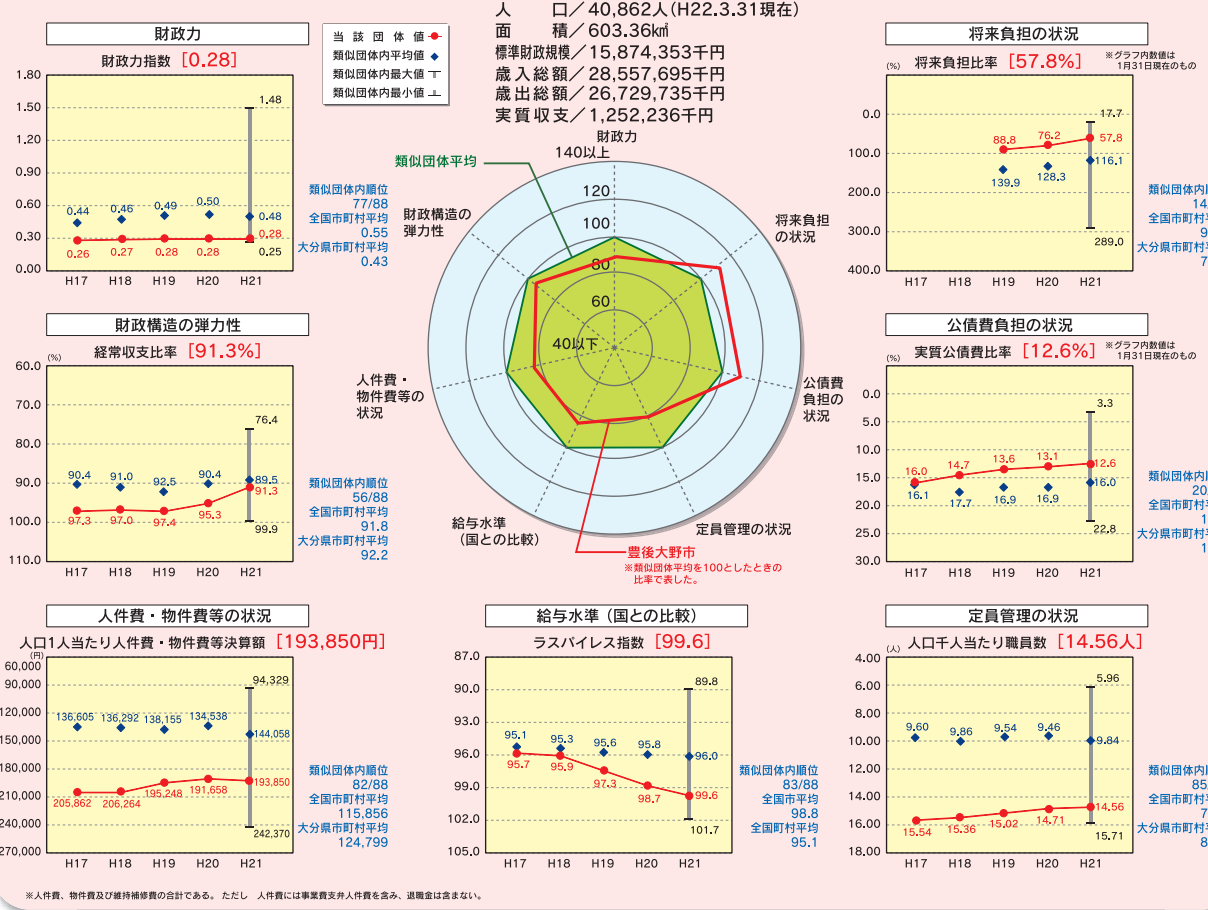 人　　口／40,862人(H22.3.31現在)
面　　積／603.36㎢
標準財政規模／15,874,353千円
歳入総額／28,557,695千円
歳出総額／26,729,735千円
実質収支／1,252,236千円
当該団体値
類似団体内平均値
類似団体内最大値
類似団体内最小値
財政力
財政力指数 [0.28]
1.80
1.50
1.20
0.90
0.60
0.30
0.00
1.48
0.44
0.46
0.49
0.50
0.48
0.26
0.27
0.28
0.28
0.28
0.25
H17 H18 H19 H20 H21
類似団体内順位
77/88
全国市町村平均
0.55
大分県市町村平均
0.43
財政構造の弾力性
経常収支比率 [91.3%]
(%)
60.0
70.0
80.0
90.0
100.0
110.0
76.4
90.4
91.0
92.5
90.4
89.5
97.3
97.0
97.4
95.3
91.3
99.9
H17 H18 H19 H20 H21
類似団体内順位
56/88
全国市町村平均
91.8
大分県市町村平均
92.2
財政力
140以上
120
100
80
60
40以下
類似団体平均
財政構造の
弾力性
将来負担
の状況
人件費・
物件費等の
状況
公債費
負担の
状況
給与水準
（国との比較）
定員管理の状況
豊後大野市
※類似団体平均を100としたときの
比率で表した。
将来負担の状況
将来負担比率 [57.8%]
※グラフ内数値は
1月31日現在のもの
(%)
0.0
100.0
200.0
300.0
400.0
17.7
88.8
76.2
57.8
139.9
128.3
116.1
289.0
H17 H18 H19 H20 H21
類似団体内
14
全国市町村
9
大分県市町村平
7
公債費負担の状況
実質公債費比率 [12.6%]
※グラフ内数値は
1月31日現在のもの
(%)
0.0
5.0
10.0
15.0
20.0
25.0
30.0
3.3
16.0
14.7
13.6
13.1
12.6
16.1
17.7
16.9
16.9
16.0
22.8
H17 H18 H19 H20 H21
類似団体内
20
全国市町村
1
大分県市町村平
1
人件費・物件費等の状況
人口1人当たり人件費・物件費等決算額 [193,850円]
(円)
60,000
90,000
120,000
150,000
180,000
210,000
240,000
270,000
94,329
136,605
136,292
138,155
134,538
144,058
205,862
206,264
195,248
191,658
193,850
242,370
H17 H18 H19 H20 H21
類似団体内順位
82/88
全国市町村平均
115,856
大分県市町村平均
124,799
給与水準（国との比較）
ラスパイレス指数 [99.6]
87.0
90.0
93.0
96.0
99.0
102.0
105.0
89.8
95.1
95.3
95.6
95.8
96.0
95.7
95.9
97.3
98.7
99.6
101.7
H17 H18 H19 H20 H21
類似団体内順位
83/88
全国市平均
98.8
全国町村平均
95.1
定員管理の状況
人口千人当たり職員数 [14.56人]
(人)
4.00
6.00
8.00
10.00
12.00
14.00
16.00
18.00
5.96
9.60
9.86
9.54
9.46
9.84
15.54
15.36
15.02
14.71
14.56
15.71
H17 H18 H19 H20 H21
類似団体内
85
全国市町村
7
大分県市町村平
8
※人件費、物件費及び維持補修費の合計である。ただし　人件費には事業費支弁人件費を含み、退職金は含まない。